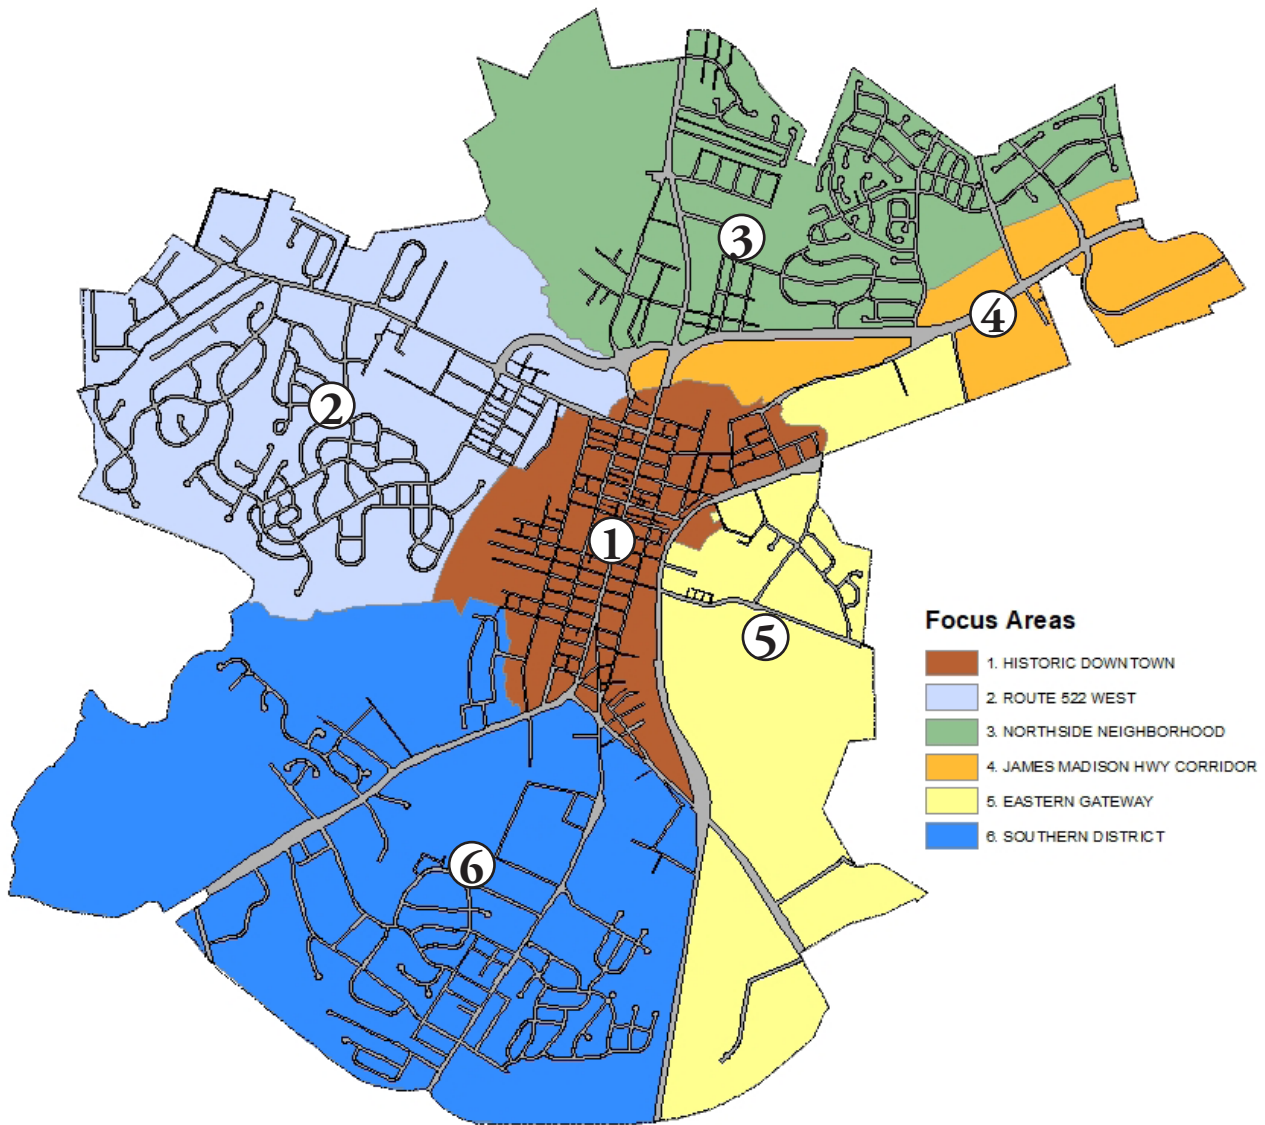 3
4
2
1
5
6
Focus Areas
1. HISTORIC DOWNTOWN
2. ROUTE 522 WEST
3. NORTHSIDE NEIGHBORHOOD
4. JAMES MADISON HWY CORRIDOR
5. EASTERN GATEWAY
6. SOUTHERN DISTRICT